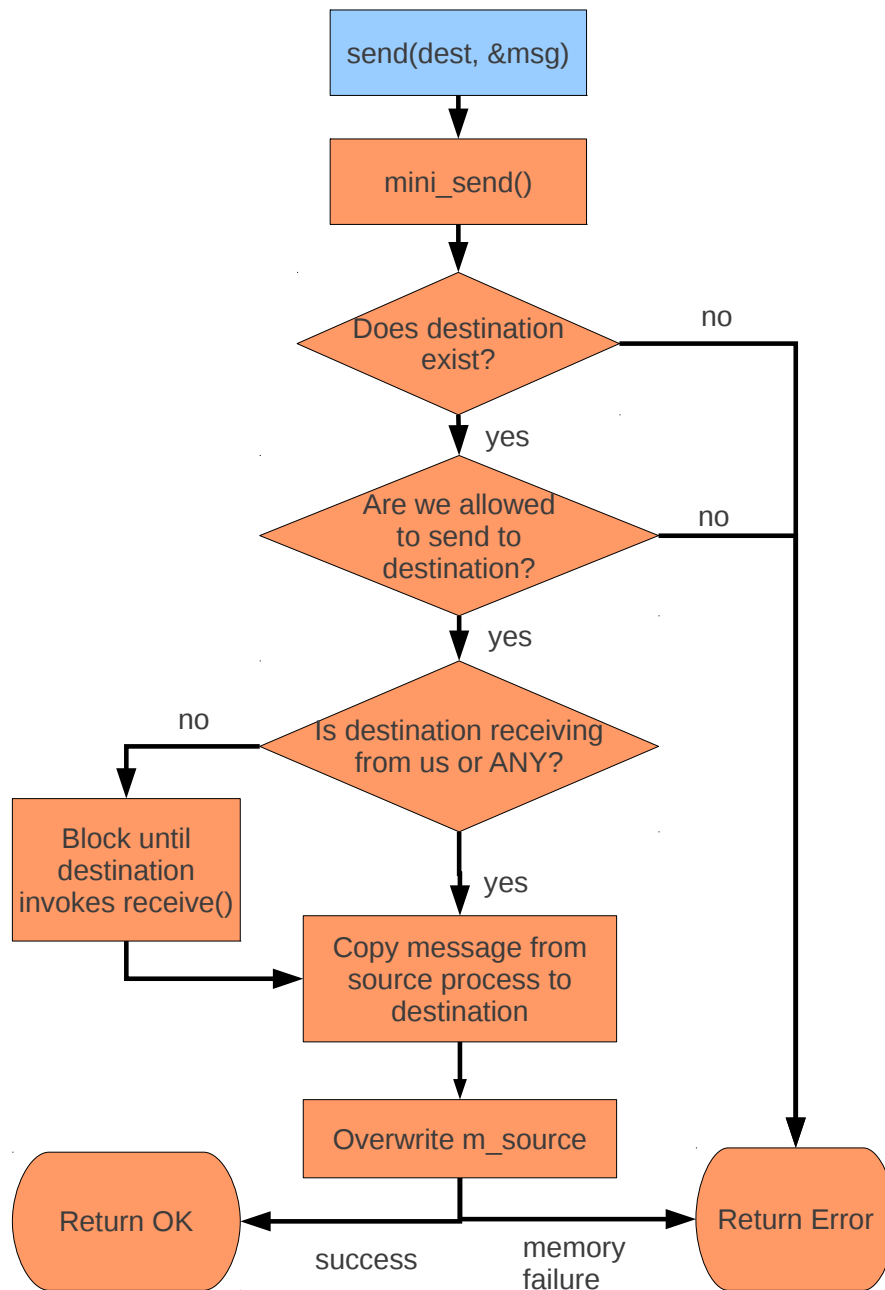 send(dest, &msg)
mini_send()
Does destination
exist?
no
yes
Are we allowed
to send to
destination?
no
yes
Is destination receiving
from us or ANY?
no
Block until
destination
invokes receive()
yes
Copy message from
source process to
destination
Overwrite m_source
Return OK
Return Error
success
memory
failure